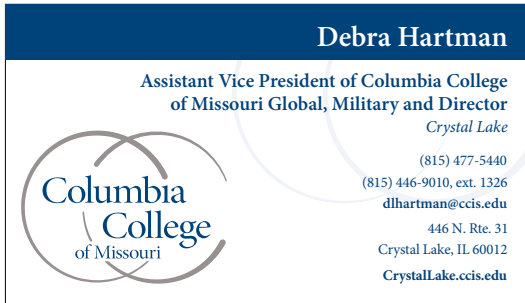 Debra Hartman
Assistant Vice President of Columbia College
of Missouri Global, Military and Director
Crystal Lake
(815) 477-5440
(815) 446-9010, ext. 1326
dlhartman@ccis.edu
446 N. Rte. 31
Crystal Lake, IL 60012
CrystalLake.ccis.edu
Columbia
College
of Missouri